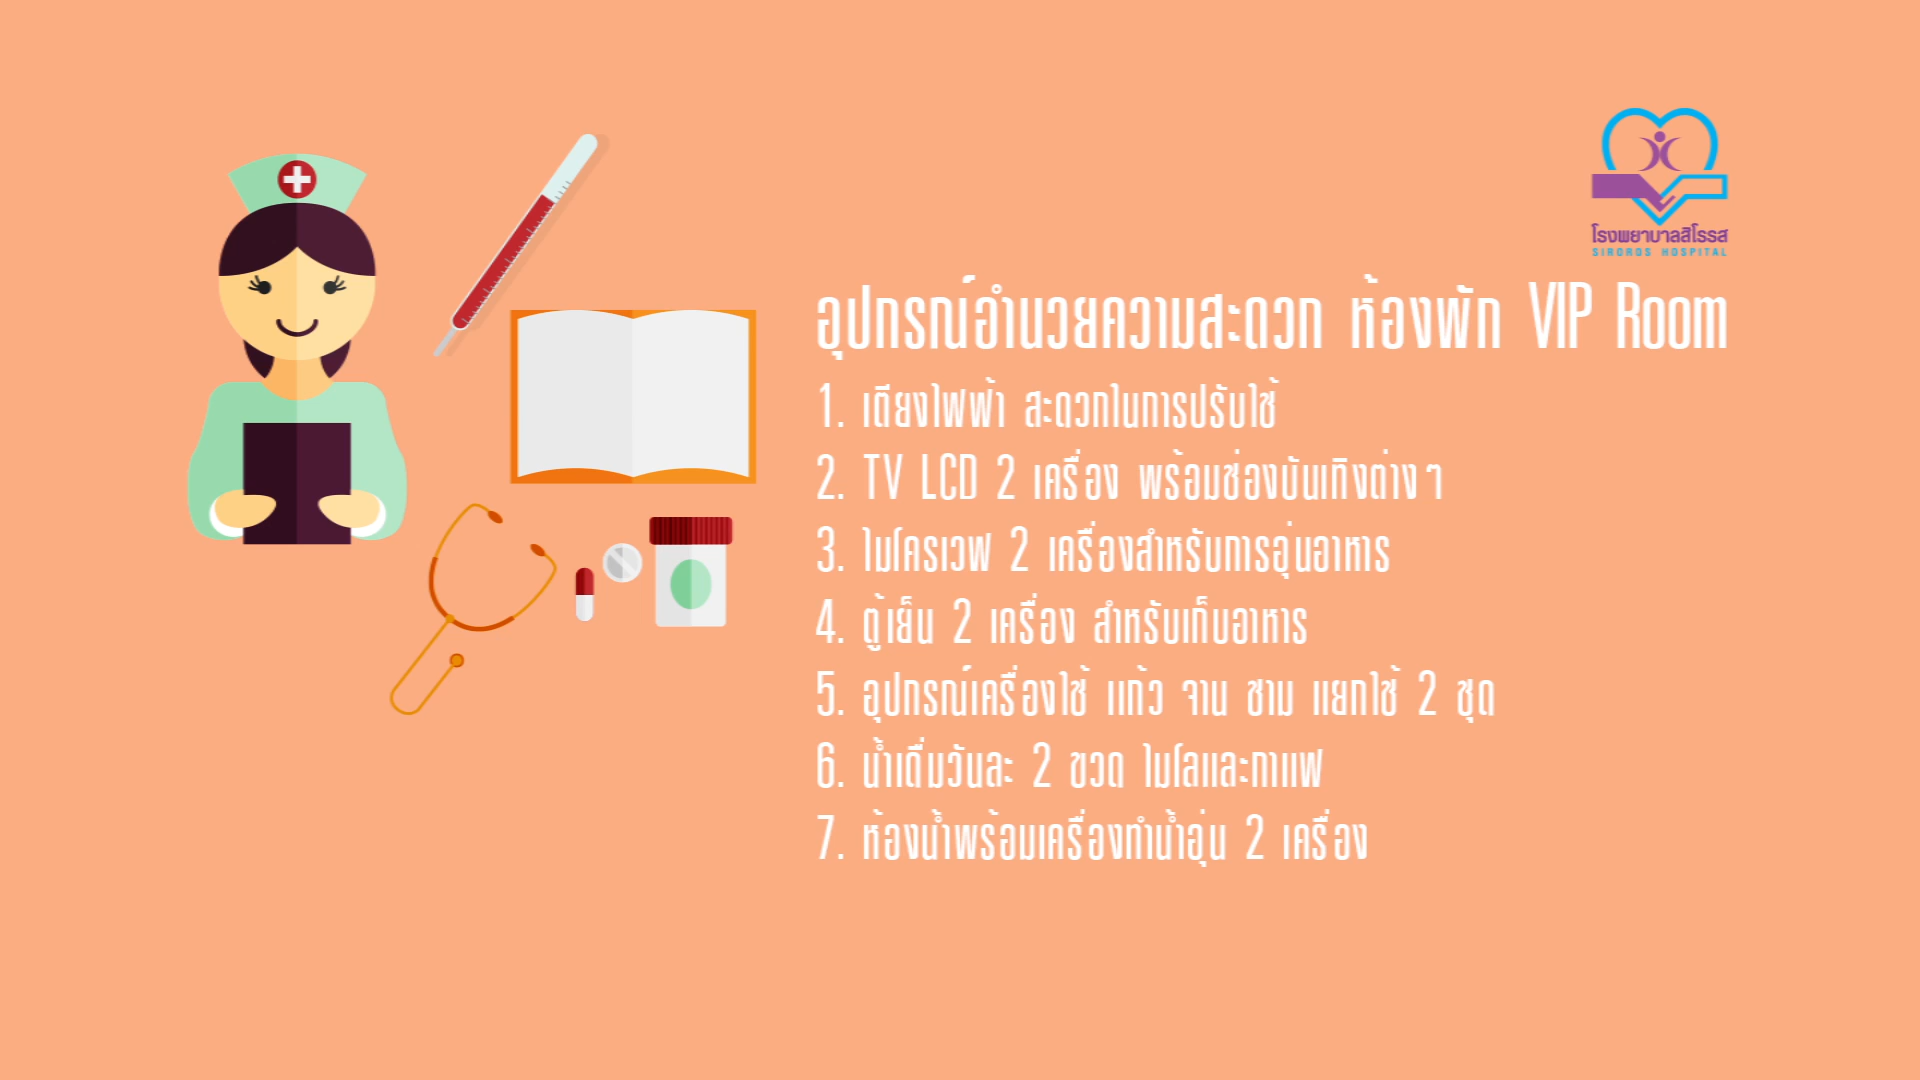 โรงพยาบาลสิโรรส
SIROROS HOSPITAL
อุปกรณ์อำนวยความสะดวก ห้องพัก VIP Room
1. เตียงไฟฟ้า สะดวกในการปรับใช้
2. TV LCD 2 เครื่อง พร้อมช่องบันเทิงต่างๆ
3. ไมโครเวฟ 2 เครื่องสำหรับการอุ่นอาหาร
4. ตู้เย็น 2 เครื่อง สำหรับเก็บอาหาร
5. อุปกรณ์เครื่องใช้ แก้ว จาน ชาม แยกใช้ 2 ชุด
6. น้ำดื่มวันละ 2 ขวด ไมโลและกาแฟ
7. ห้องน้ำพร้อมเครื่องทำน้ำอุ่น 2 เครื่อง